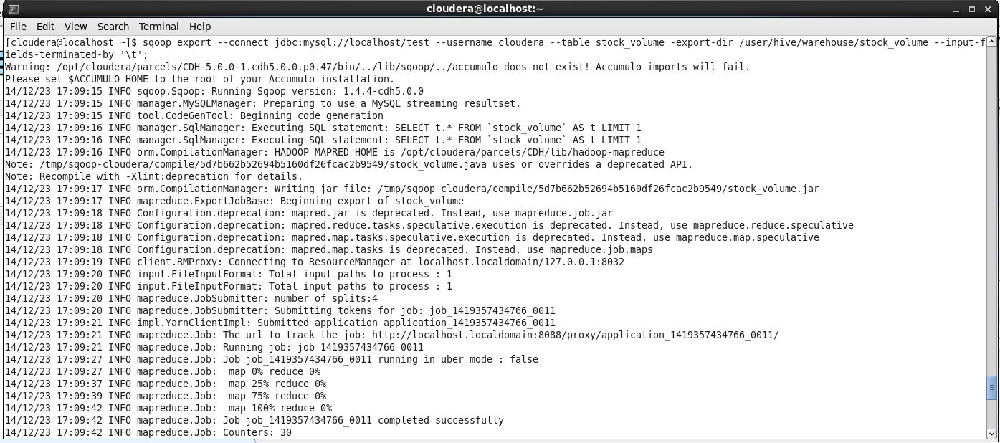 cloudera@localhost:~
File Edit View Search Terminal Help
[cloudera@localhost ~]$ sqoop export --connect jdbc:mysql://localhost/test --username cloudera --table stock_volume -export-dir /user/hive/warehouse/stock_volume --input-f
ields-terminated-by '\t';
Warning: /opt/cloudera/parcels/CDH-5.0.0-1.cdh5.0.0.p0.47/bin/../lib/sqoop/../accumulo does not exist! Accumulo imports will fail.
Please set $ACCUMULO_HOME to the root of your Accumulo installation.
14/12/23 17:09:15 INFO sqoop.Sqoop: Running Sqoop version: 1.4.4-cdh5.0.0
14/12/23 17:09:15 INFO manager.MySQLManager: Preparing to use a MySQL streaming resultset.
14/12/23 17:09:15 INFO tool.CodeGenTool: Beginning code generation
14/12/23 17:09:16 INFO manager.SqlManager: Executing SQL statement: SELECT t.* FROM `stock_volume` AS t LIMIT 1
14/12/23 17:09:16 INFO manager.SqlManager: Executing SQL statement: SELECT t.* FROM `stock_volume` AS t LIMIT 1
14/12/23 17:09:16 INFO orm.CompilationManager: HADOOP_MAPRED_HOME is /opt/cloudera/parcels/CDH/lib/hadoop-mapreduce
Note: /tmp/sqoop-cloudera/compile/5d7b662b52694b5160df26fcac2b9549/stock_volume.java uses or overrides a deprecated API.
Note: Recompile with -Xlint:deprecation for details.
14/12/23 17:09:17 INFO orm.CompilationManager: Writing jar file: /tmp/sqoop-cloudera/compile/5d7b662b52694b5160df26fcac2b9549/stock_volume.jar
14/12/23 17:09:17 INFO mapreduce.ExportJobBase: Beginning export of stock_volume
14/12/23 17:09:18 INFO Configuration.deprecation: mapred.jar is deprecated. Instead, use mapreduce.job.jar
14/12/23 17:09:18 INFO Configuration.deprecation: mapred.reduce.tasks.speculative.execution is deprecated. Instead, use mapreduce.reduce.speculative
14/12/23 17:09:18 INFO Configuration.deprecation: mapred.map.tasks.speculative.execution is deprecated. Instead, use mapreduce.map.speculative
14/12/23 17:09:18 INFO Configuration.deprecation: mapred.map.tasks is deprecated. Instead, use mapreduce.job.maps
14/12/23 17:09:19 INFO client.RMProxy: Connecting to ResourceManager at localhost.localdomain/127.0.0.1:8032
14/12/23 17:09:20 INFO input.FileInputFormat: Total input paths to process : 1
14/12/23 17:09:20 INFO input.FileInputFormat: Total input paths to process : 1
14/12/23 17:09:20 INFO mapreduce.JobSubmitter: number of splits:4
14/12/23 17:09:20 INFO mapreduce.JobSubmitter: Submitting tokens for job: job_1419357434766_0011
14/12/23 17:09:21 INFO impl.YarnClientImpl: Submitted application application_1419357434766_0011
14/12/23 17:09:21 INFO mapreduce.Job: The url to track the job: http://localhost.localdomain:8088/proxy/application_1419357434766_0011/
14/12/23 17:09:21 INFO mapreduce.Job: Running job: job_1419357434766_0011
14/12/23 17:09:27 INFO mapreduce.Job: Job job_1419357434766_0011 running in uber mode : false
14/12/23 17:09:27 INFO mapreduce.Job:  map 0% reduce 0%
14/12/23 17:09:37 INFO mapreduce.Job:  map 25% reduce 0%
14/12/23 17:09:39 INFO mapreduce.Job:  map 75% reduce 0%
14/12/23 17:09:42 INFO mapreduce.Job:  map 100% reduce 0%
14/12/23 17:09:42 INFO mapreduce.Job: Job job_1419357434766_0011 completed successfully
14/12/23 17:09:42 INFO mapreduce.Job: Counters: 30